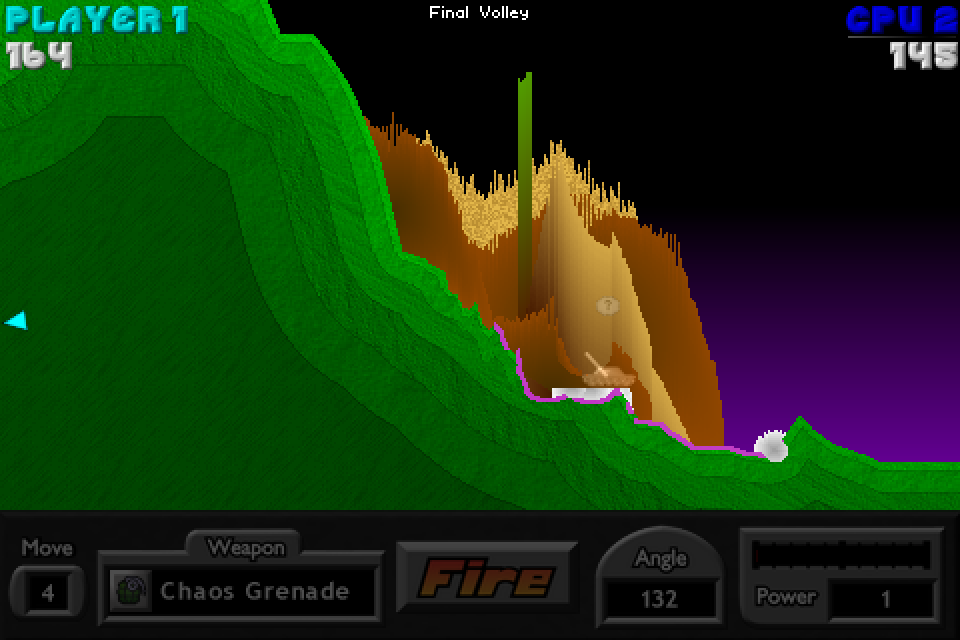 PLAYER 1
164
Final Volley
CPU 2
145
?
Move
4
Weapon
Chaos Grenade
Fire
Angle
132
Power
1